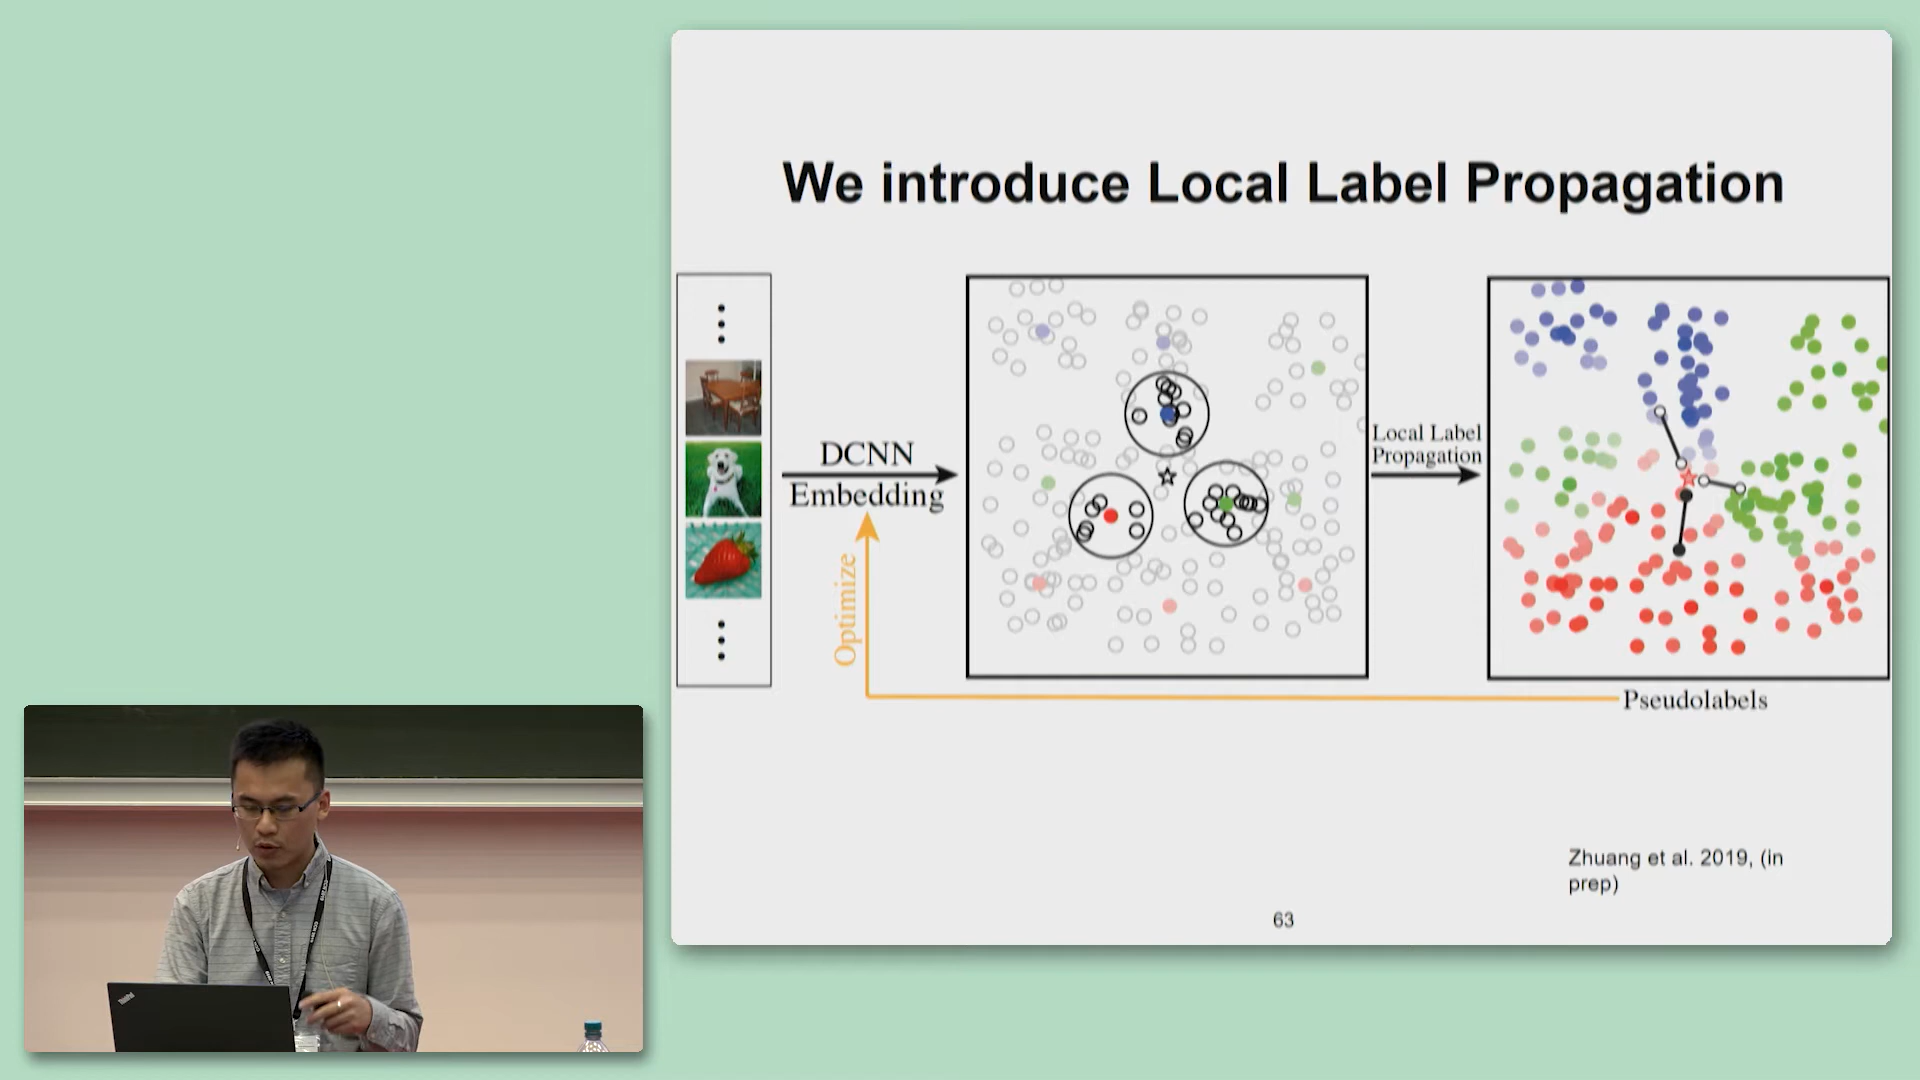 We introduce Local Label Propagation
DCNN
Embedding
Optimize
Local Label
Propagation
Pseudolabels
Zhuang et al. 2019, (in
prep)
63
ThinkPad